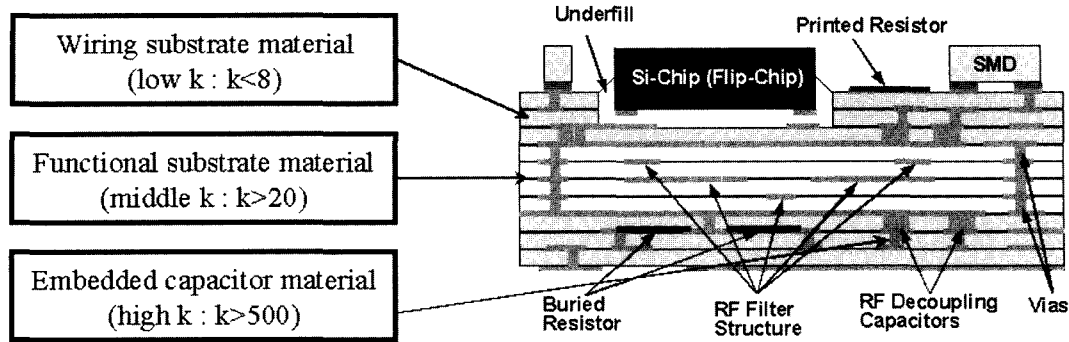 Wiring substrate material
(low k : k<8)
Functional substrate material
(middle k : k>20)
Embedded capacitor material
(high k : k>500)
Underfill
Printed Resistor
Si-Chip (Flip-Chip)
SMD
Buried
Resistor
RF Filter
Structure
RF Decoupling
Capacitors
Vias